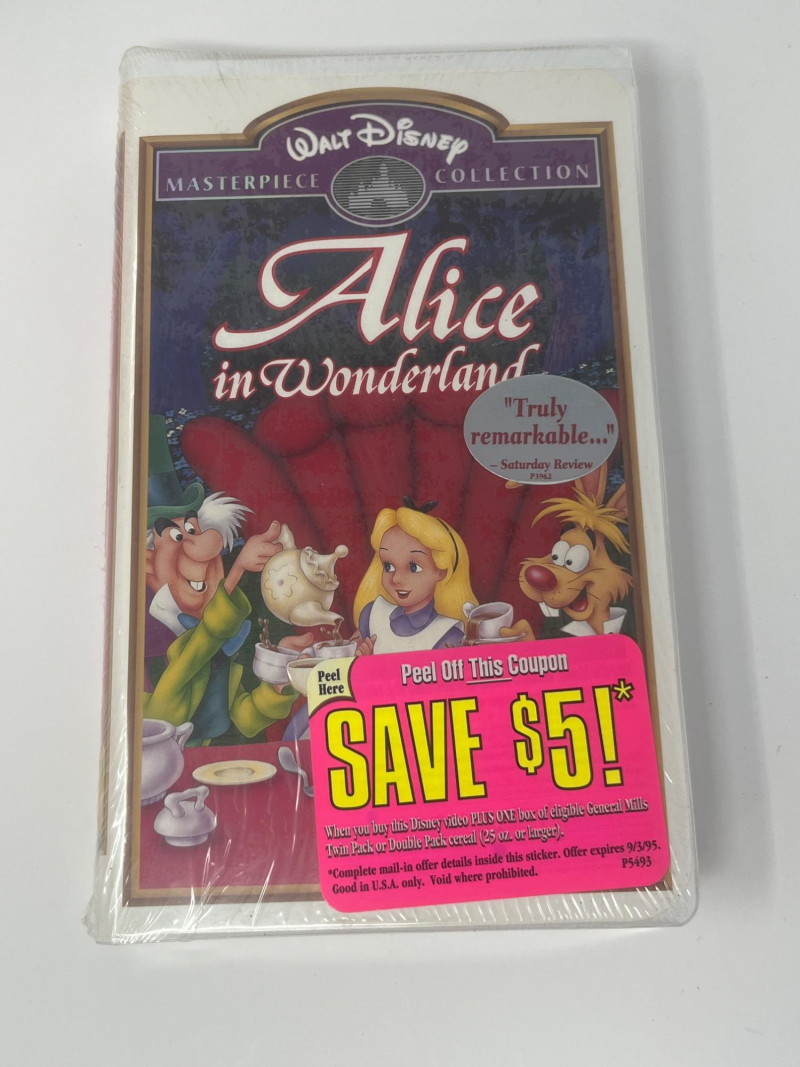 WALT DISNEY
MASTERPIECE COLLECTION
Alice
in Wonderland
"Truly
remarkable..."
– Saturday Review
P3962
Peel
Here
Peel Off This Coupon
SAVE $5!*
When you buy this Disney video PLUS ONE box of eligible General Mills
Twin Pack or Double Pack cereal (25 oz. or larger).
*Complete mail-in offer details inside this sticker. Offer expires 9/3/95.
Good in U.S.A. only. Void where prohibited.
P5493